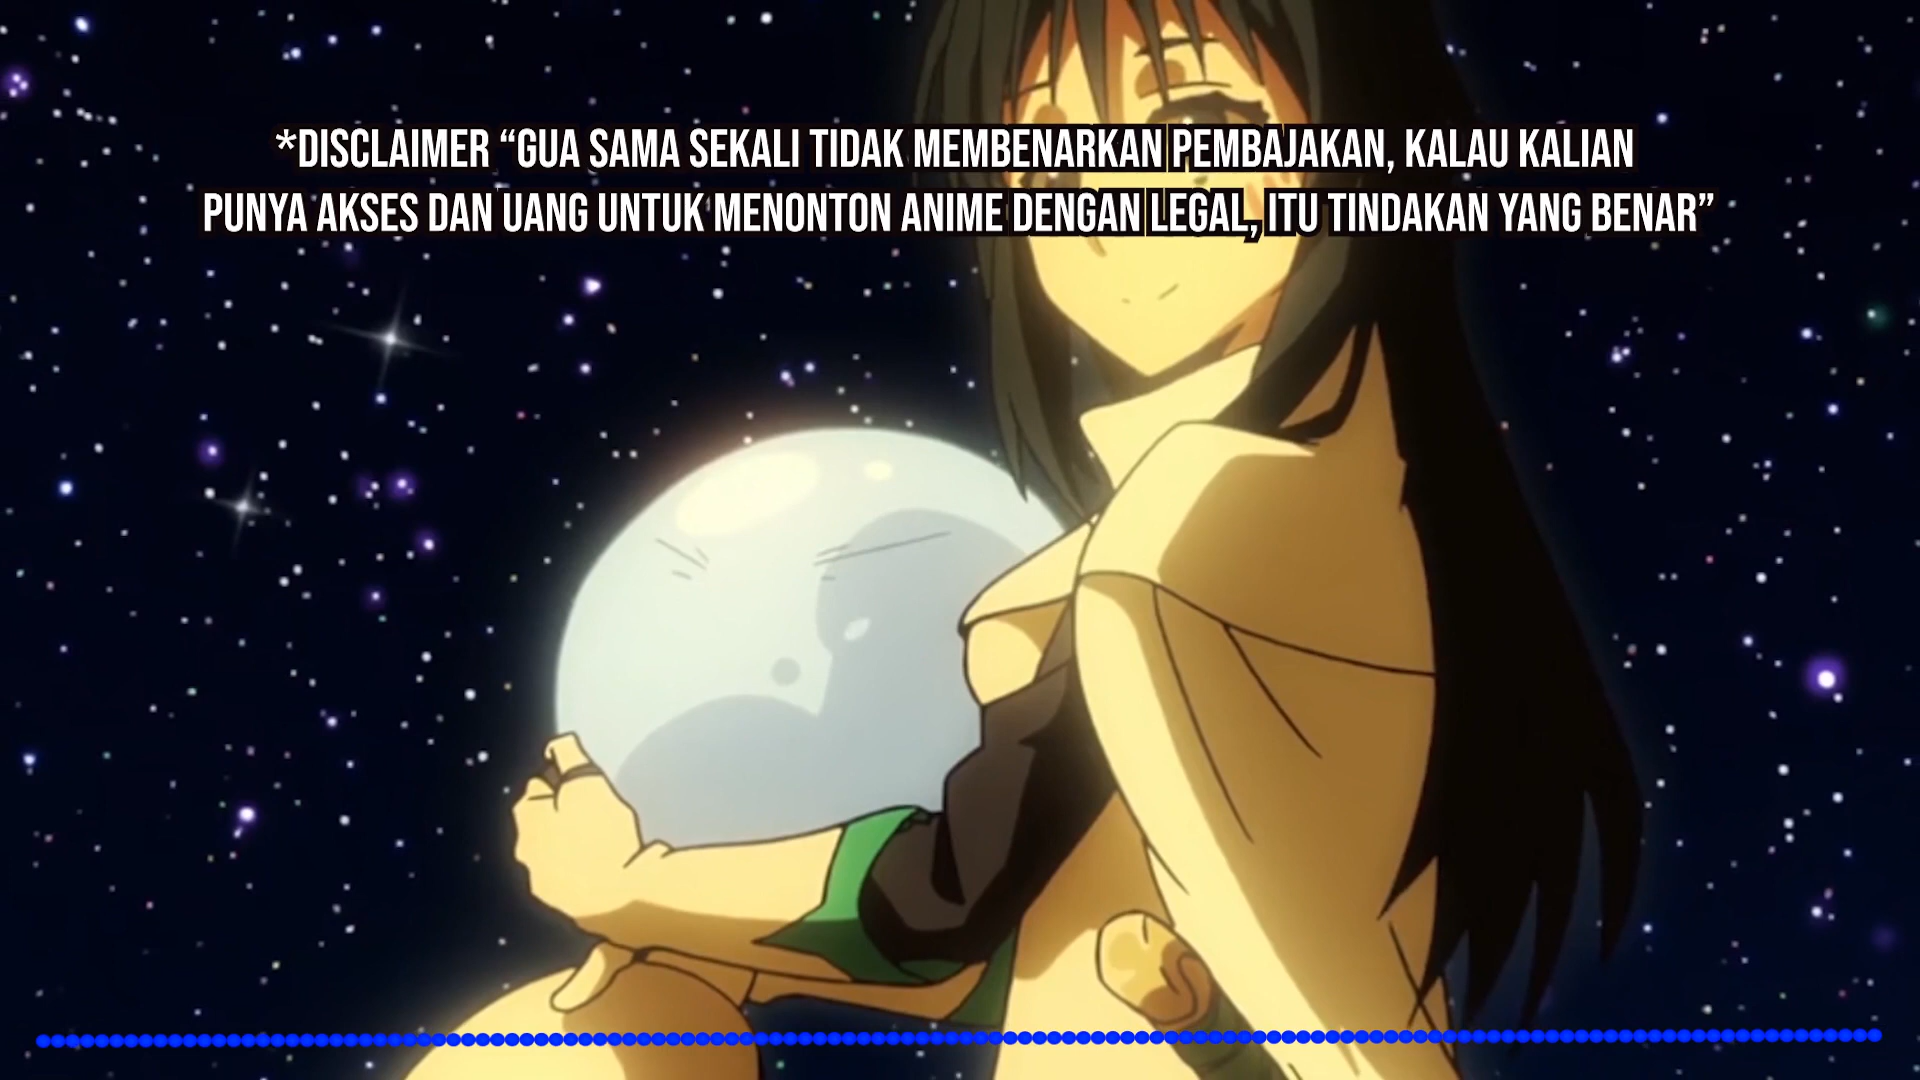 *DISCLAIMER “GUA SAMA SEKALI TIDAK MEMBENARKAN PEMBAJAKAN, KALAU KALIAN
PUNYA AKSES DAN UANG UNTUK MENONTON ANIME DENGAN LEGAL, ITU TINDAKAN YANG BENAR”